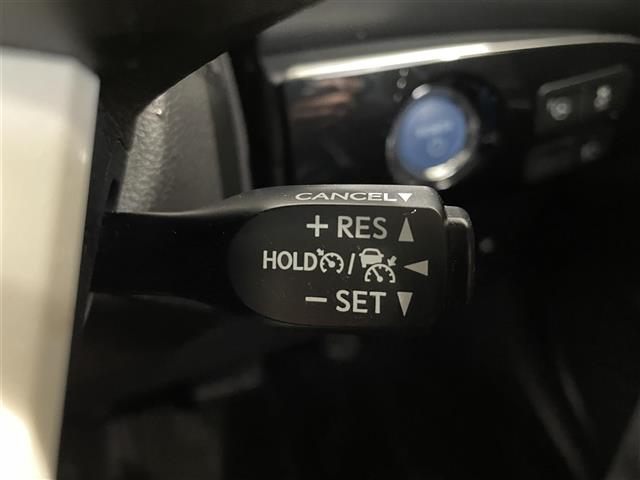 CANCEL▼
+ RES ▲
HOLD / ◄
− SET ▼